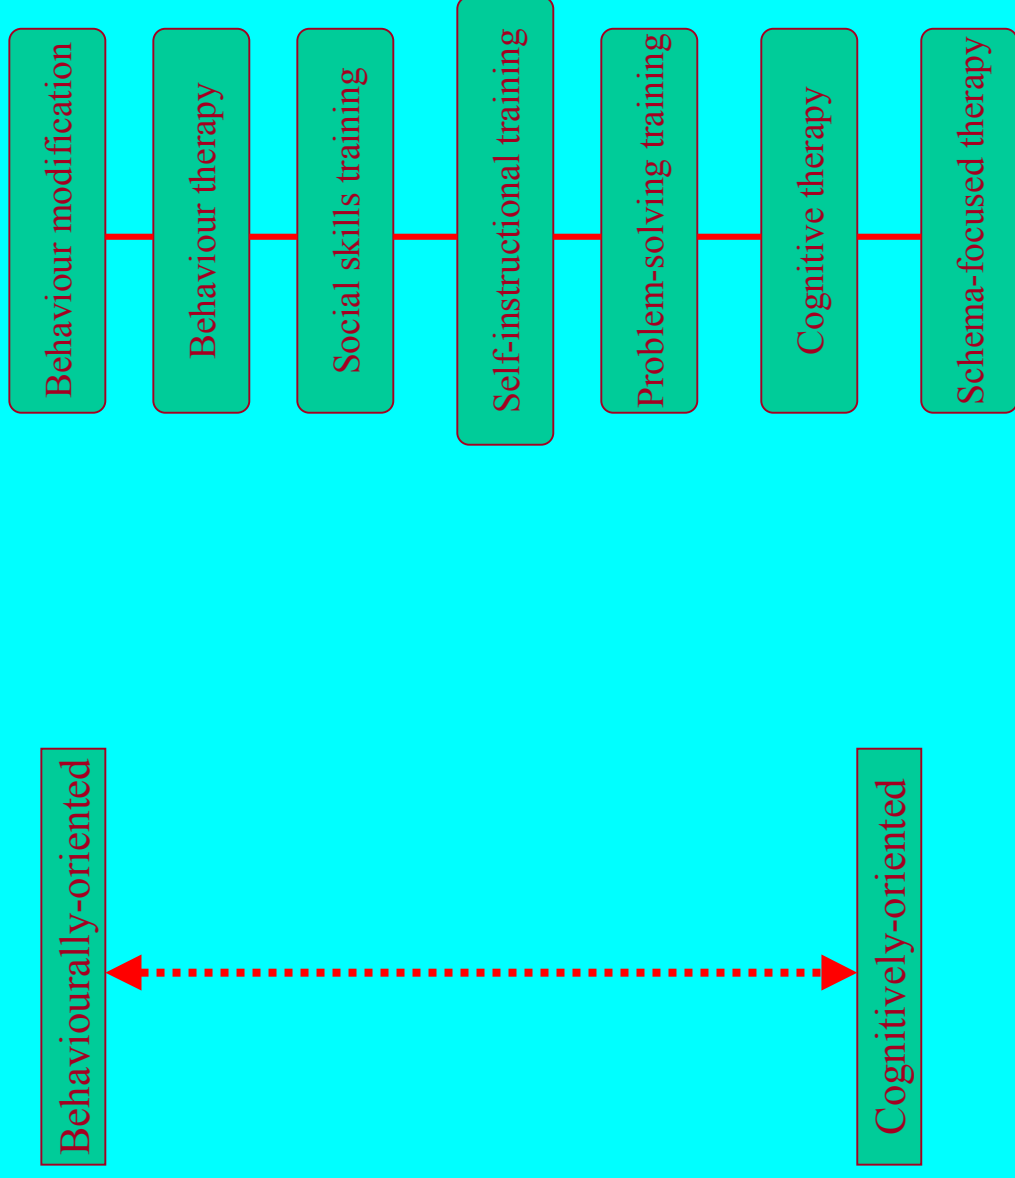 Behaviour modification
Behaviour therapy
Social skills training
Self-instructional training
Problem-solving training
Cognitive therapy
Schema-focused therapy
Behaviourally-oriented
Cognitively-oriented